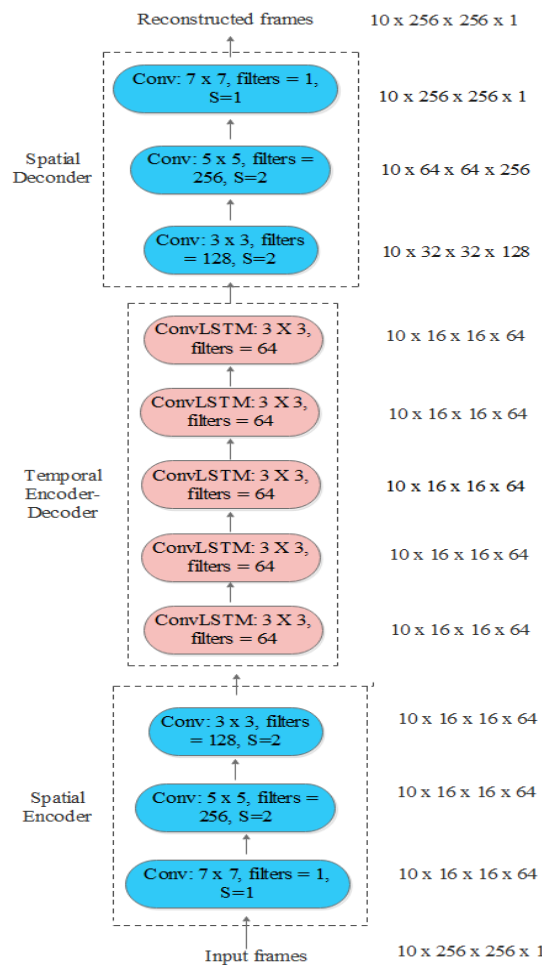 Reconstructed frames 10 x 256 x 256 x 1
Conv: 7 x 7, filters = 1,
S=1
10 x 256 x 256 x 1
Spatial
Deconder
Conv: 5 x 5, filters =
256, S=2
10 x 64 x 64 x 256
Conv: 3 x 3, filters
= 128, S=2
10 x 32 x 32 x 128
ConvLSTM: 3 X 3,
filters = 64
10 x 16 x 16 x 64
ConvLSTM: 3 X 3,
filters = 64
10 x 16 x 16 x 64
Temporal
Encoder-
Decoder
ConvLSTM: 3 X 3,
filters = 64
10 x 16 x 16 x 64
ConvLSTM: 3 X 3,
filters = 64
10 x 16 x 16 x 64
ConvLSTM: 3 X 3,
filters = 64
10 x 16 x 16 x 64
Conv: 3 x 3, filters
= 128, S=2
10 x 16 x 16 x 64
Spatial
Encoder
Conv: 5 x 5, filters =
256, S=2
10 x 16 x 16 x 64
Conv: 7 x 7, filters = 1,
S=1
10 x 16 x 16 x 64
Input frames 10 x 256 x 256 x 1